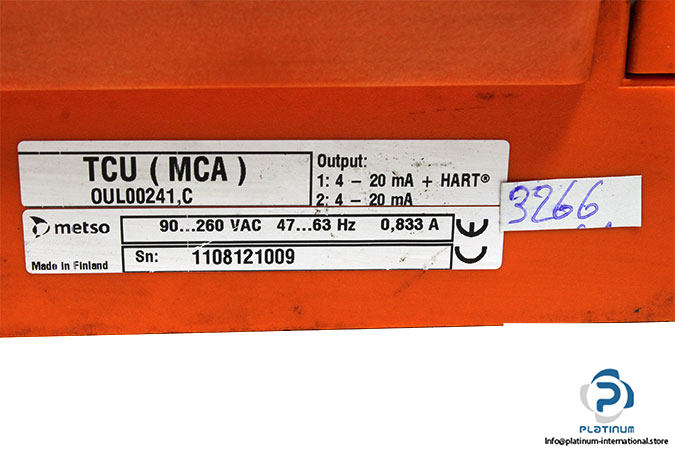 TCU ( MCA )
OUL00241,C
Output:
1: 4 – 20 mA + HART®
2: 4 – 20 mA
3266
metso
90...260 VAC 47...63 Hz 0,833 A
CE
Made in Finland
Sn: 1108121009
PLATINUM
Info@platinum-international.store